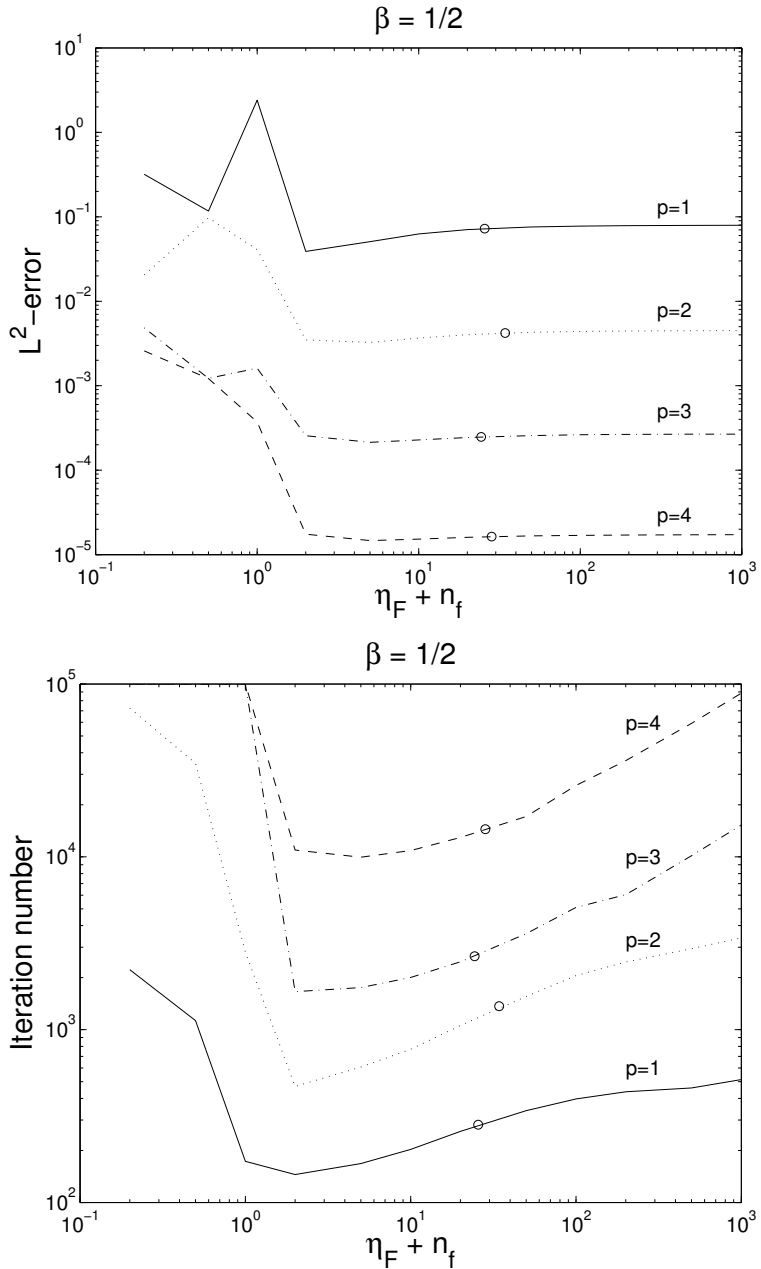 β = 1/2
10^1
10^0
10^-1
10^-2
10^-3
10^-4
10^-5
L^2-error
p=1
p=2
p=3
p=4
10^-1 10^0 10^1 10^2 10^3
η_F + n_f
β = 1/2
10^5
10^4
10^3
10^2
Iteration number
p=4
p=3
p=2
p=1
10^-1 10^0 10^1 10^2 10^3
η_F + n_f